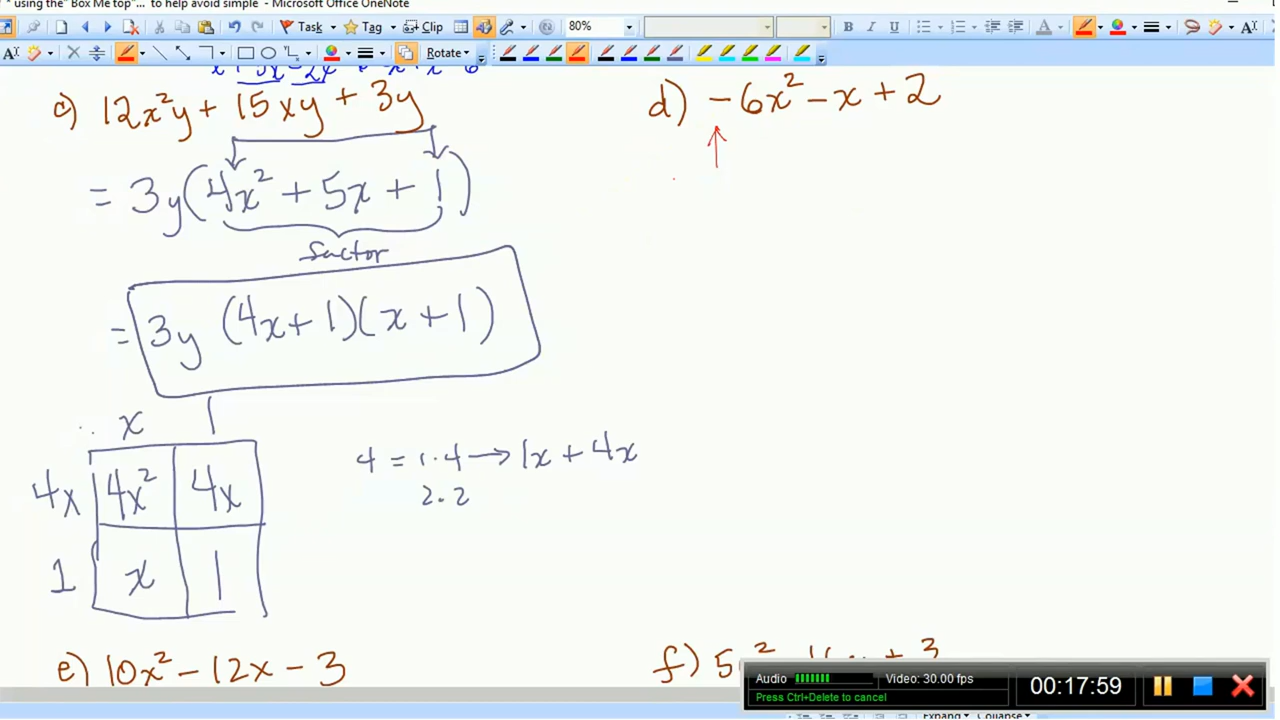 "using the" Box Me top"... to help avoid simple - Microsoft Office OneNote
Task Tag Clip 80% B I U
Rotate
c) 12x²y + 15xy + 3y
= 3y(4x² + 5x + 1)
factor
= 3y (4x+1)(x+1)
x 1
4x 4x² 4x
1 x 1
4 = 1·4 → 1x + 4x
2·2
d) -6x² - x + 2
e) 10x² - 12x - 3
Audio Video: 30.00 fps 00:17:59
Press Ctrl+Delete to cancel
Expand Collapse